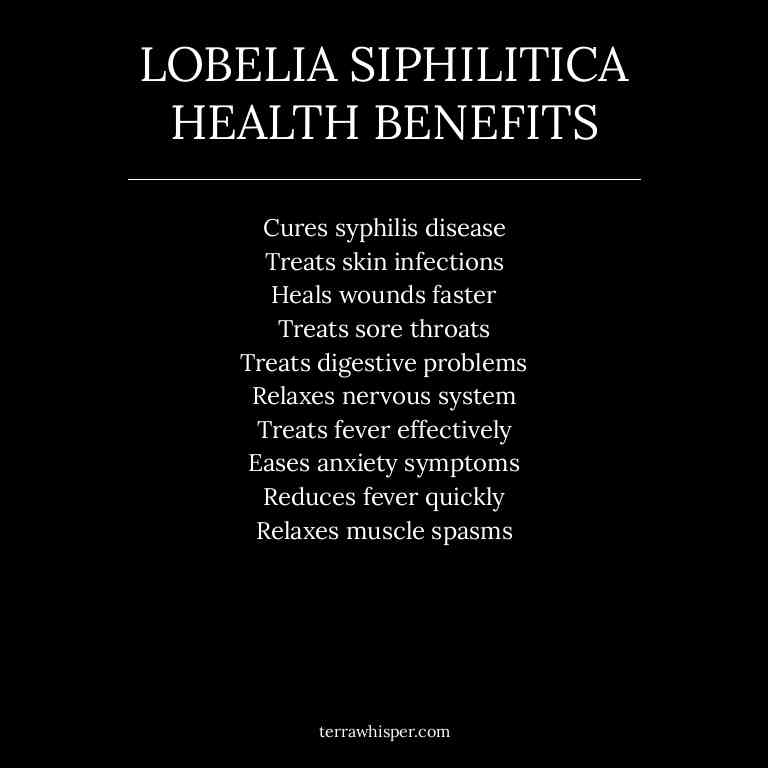 LOBELIA SIPHILITICA
HEALTH BENEFITS
Cures syphilis disease
Treats skin infections
Heals wounds faster
Treats sore throats
Treats digestive problems
Relaxes nervous system
Treats fever effectively
Eases anxiety symptoms
Reduces fever quickly
Relaxes muscle spasms
terrawhisper.com